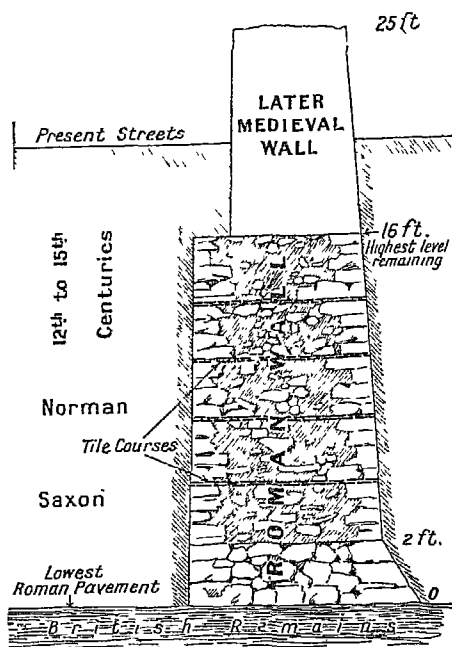 25 ft
LATER
MEDIEVAL
WALL
Present Streets
16 ft.
Highest level
remaining
12th to 15th
Centuries
ROMAN WALL
Norman
Tile Courses
Saxon
2 ft.
Lowest
Roman Pavement
0
British Remains